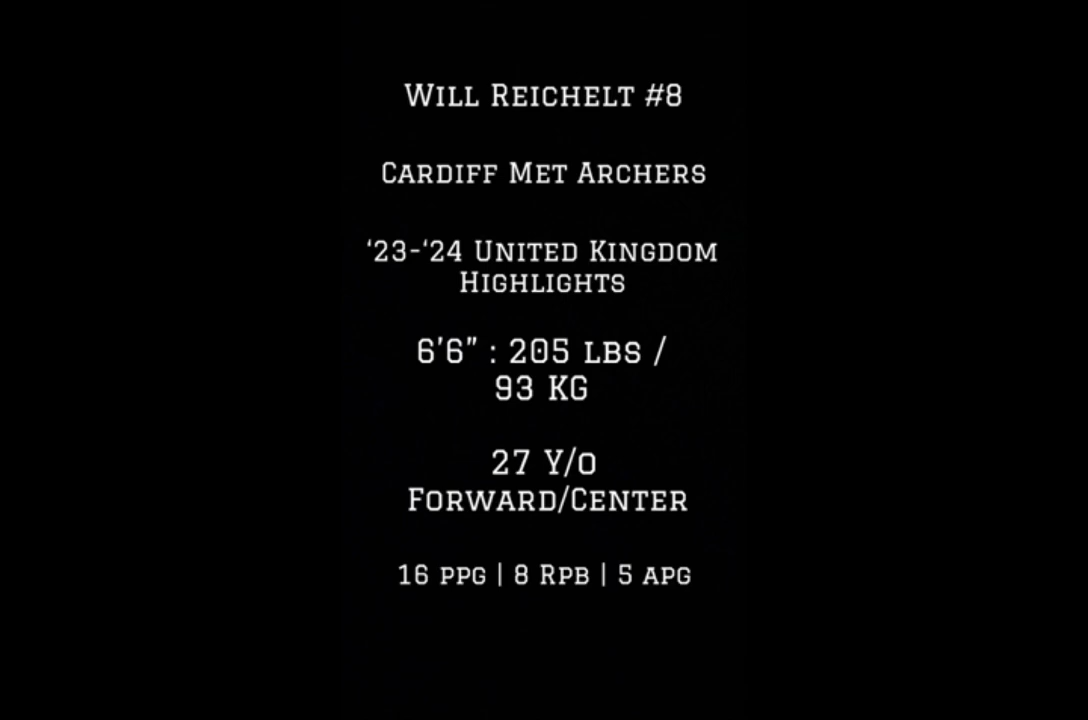 Will Reichelt #8
Cardiff Met Archers
‘23-‘24 United Kingdom
Highlights
6’6” : 205 lbs /
93 KG
27 Y/o
Forward/Center
16 ppg | 8 Rpb | 5 apg